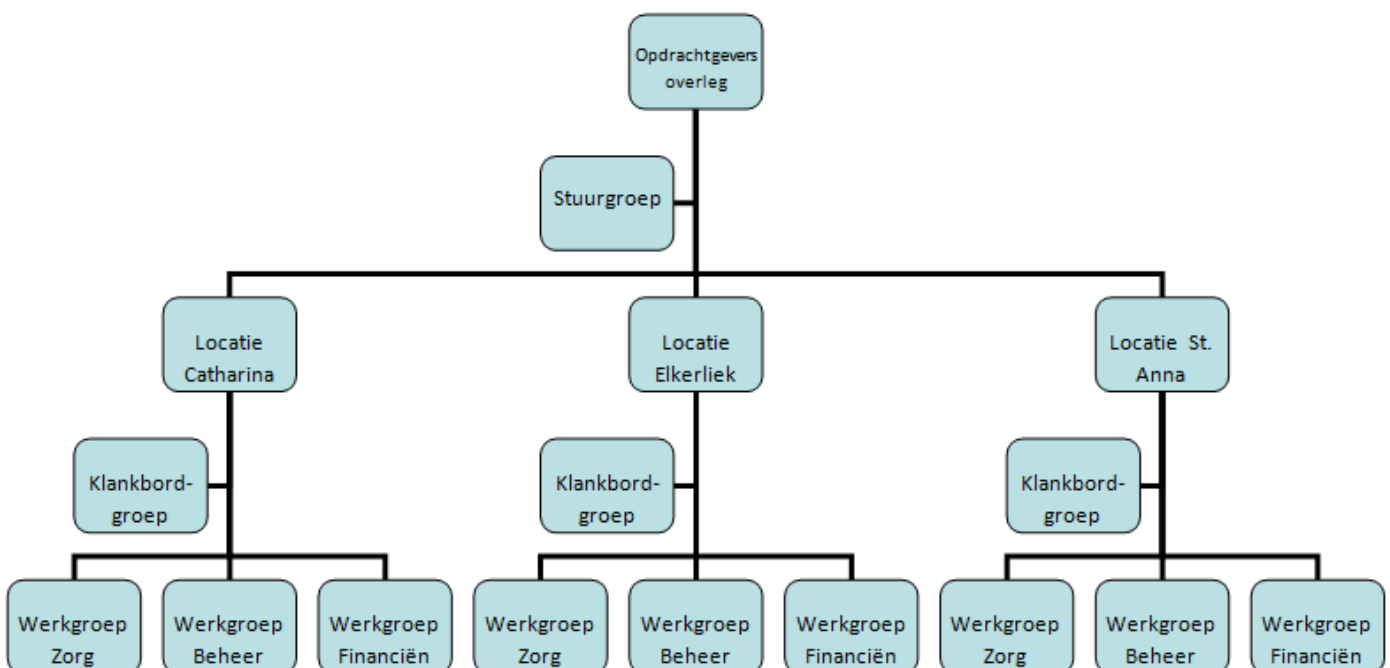 Opdrachtgevers
overleg
Stuurgroep
Locatie
Catharina
Locatie
Elkerliek
Locatie St.
Anna
Klankbord-
groep
Klankbord-
groep
Klankbord-
groep
Werkgroep
Zorg
Werkgroep
Beheer
Werkgroep
Financiën
Werkgroep
Zorg
Werkgroep
Beheer
Werkgroep
Financiën
Werkgroep
Zorg
Werkgroep
Beheer
Werkgroep
Financiën